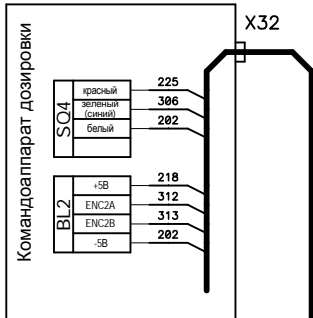 X32
Командоаппарат дозировки
SQ4
красный 225
зеленый
(синий) 306
белый 202
BL2
+5В 218
ENC2A 312
ENC2B 313
-5В 202